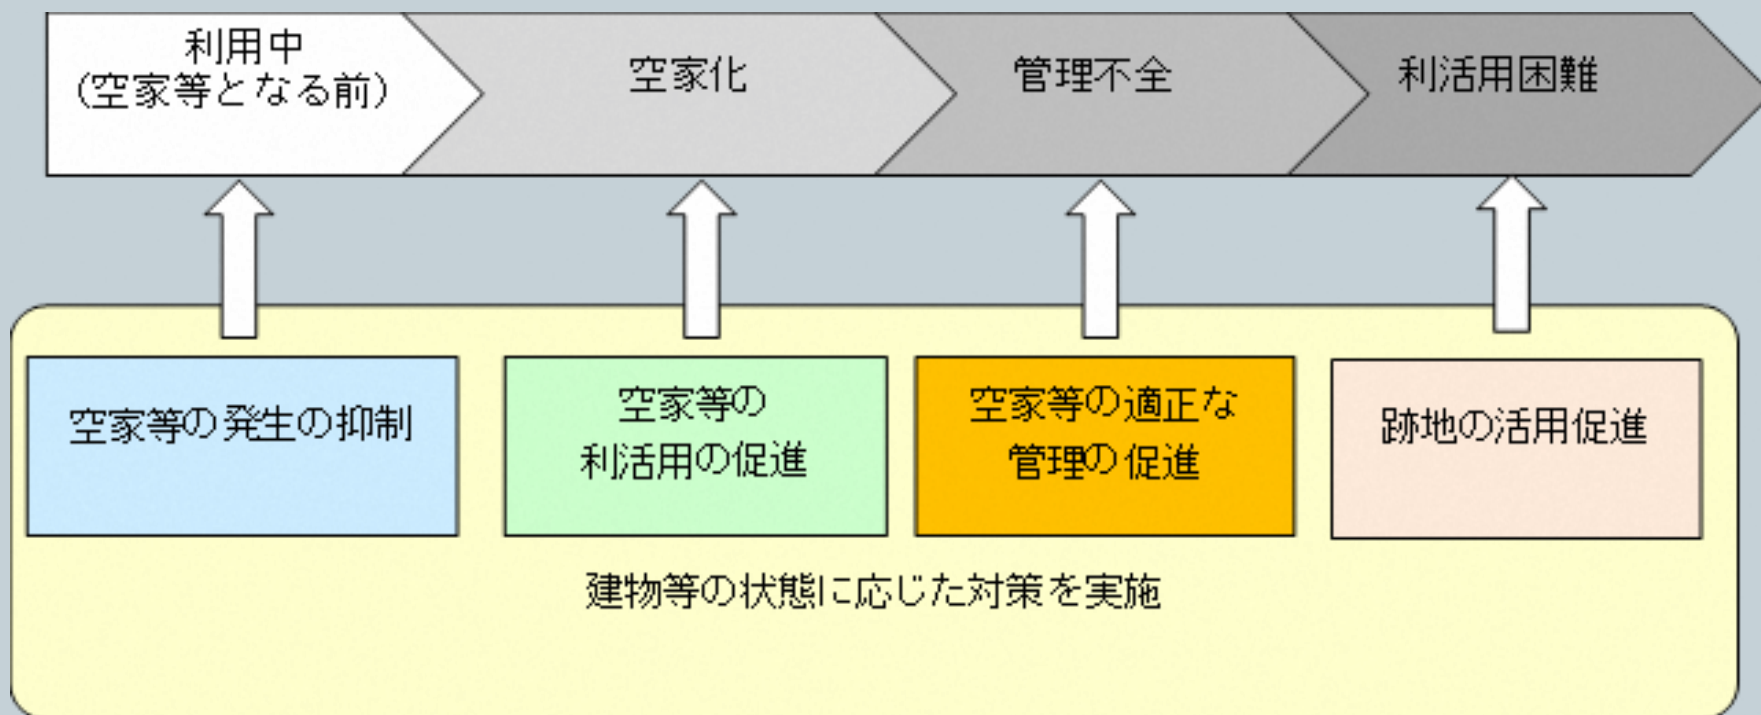 利用中
(空家等となる前)
空家化
管理不全
利活用困難
空家等の発生の抑制
空家等の
利活用の促進
空家等の適正な
管理の促進
跡地の活用促進
建物等の状態に応じた対策を実施